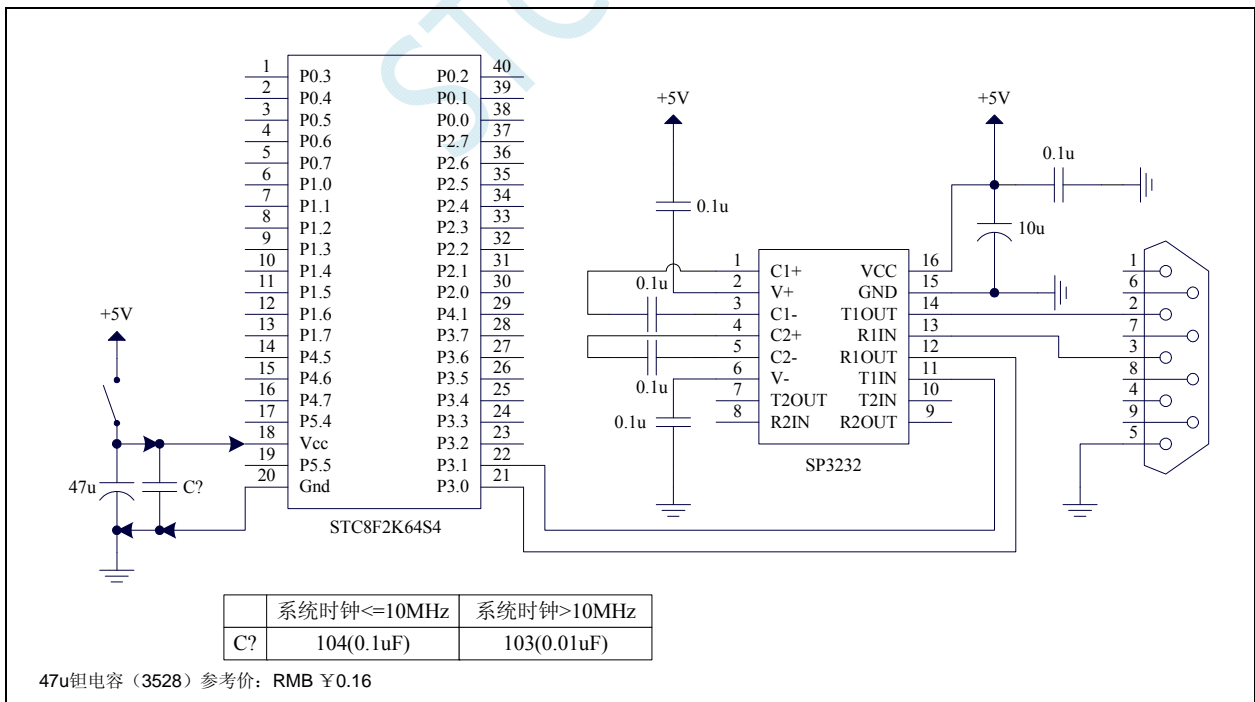 STC
1 P0.3 P0.2 40
2 P0.4 P0.1 39
3 P0.5 P0.0 38
4 P0.6 P2.7 37
5 P0.7 P2.6 36
6 P1.0 P2.5 35
7 P1.1 P2.4 34
8 P1.2 P2.3 33
9 P1.3 P2.2 32
10 P1.4 P2.1 31
11 P1.5 P2.0 30
12 P1.6 P4.1 29
13 P1.7 P3.7 28
14 P4.5 P3.6 27
15 P4.6 P3.5 26
16 P4.7 P3.4 25
17 P5.4 P3.3 24
18 Vcc P3.2 23
19 P5.5 P3.1 22
20 Gnd P3.0 21
STC8F2K64S4
+5V
47u
C?
+5V
0.1u
+5V
0.1u
10u
1 C1+ VCC 16
2 V+ GND 15
3 C1- T1OUT 14
4 C2+ R1IN 13
5 C2- R1OUT 12
6 V- T1IN 11
7 T2OUT T2IN 10
8 R2IN R2OUT 9
SP3232
0.1u
0.1u
0.1u
1
6
2
7
3
8
4
9
5
系统时钟<=10MHz 系统时钟>10MHz
C? 104(0.1uF) 103(0.01uF)
47u钽电容（3528）参考价：RMB ￥0.16